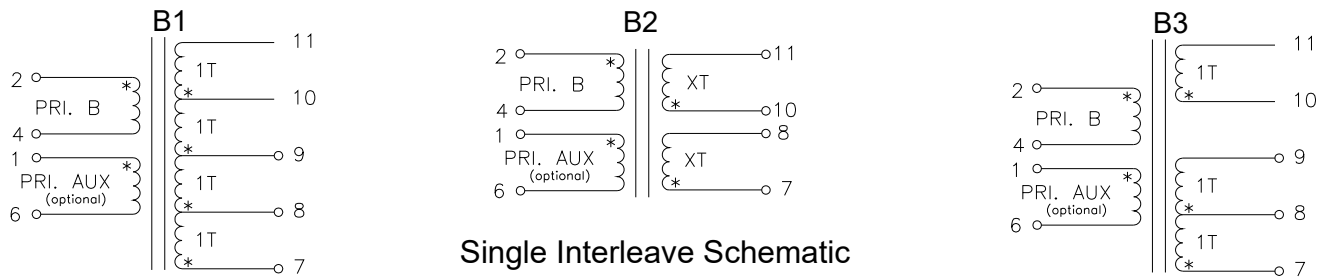 B1
11
2
*
1T
PRI. B
*
10
4
1T
1
*
*
9
PRI. AUX
(optional)
1T
6
*
8
1T
*
7
B2
2
*
11
PRI. B
XT
4
*
10
1
*
8
PRI. AUX
(optional)
XT
6
*
7
Single Interleave Schematic
B3
11
1T
2
*
*
10
PRI. B
4
1
*
9
PRI. AUX
(optional)
1T
6
*
8
1T
*
7